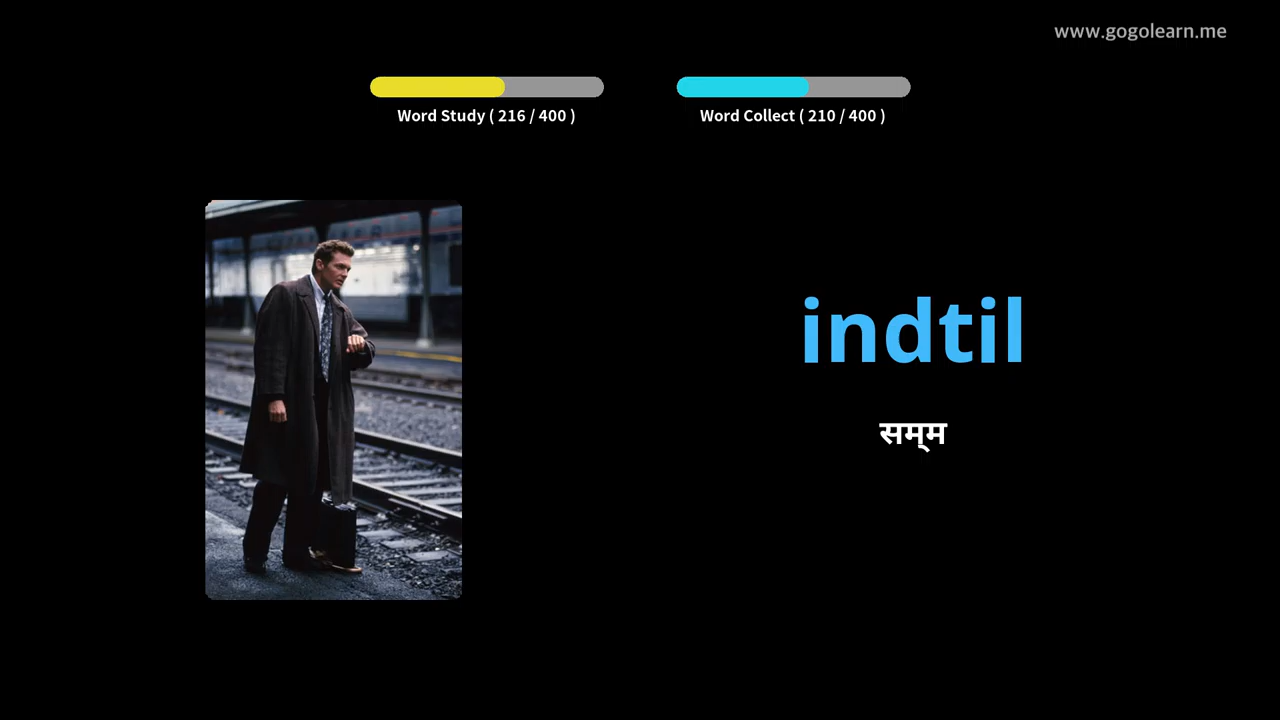 www.gogolearn.me
Word Study ( 216 / 400 )
Word Collect ( 210 / 400 )
indtil
सम्‌म